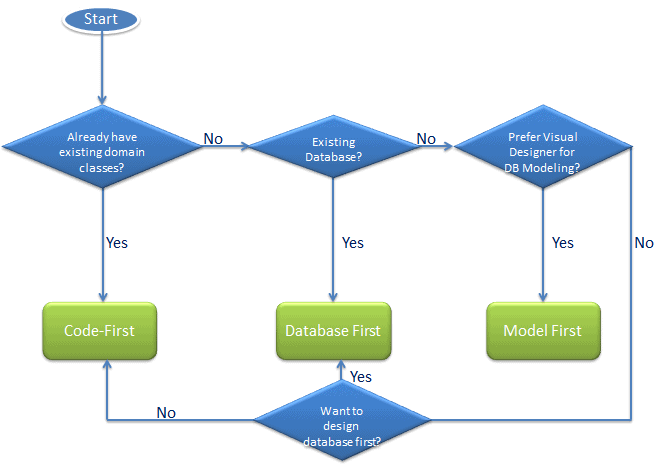 Start
Already have
existing domain
classes?
No
Existing
Database?
No
Prefer Visual
Designer for
DB Modeling?
Yes
Yes
Yes
No
Code-First
Database First
Model First
Yes
No
Want to
design
database first?